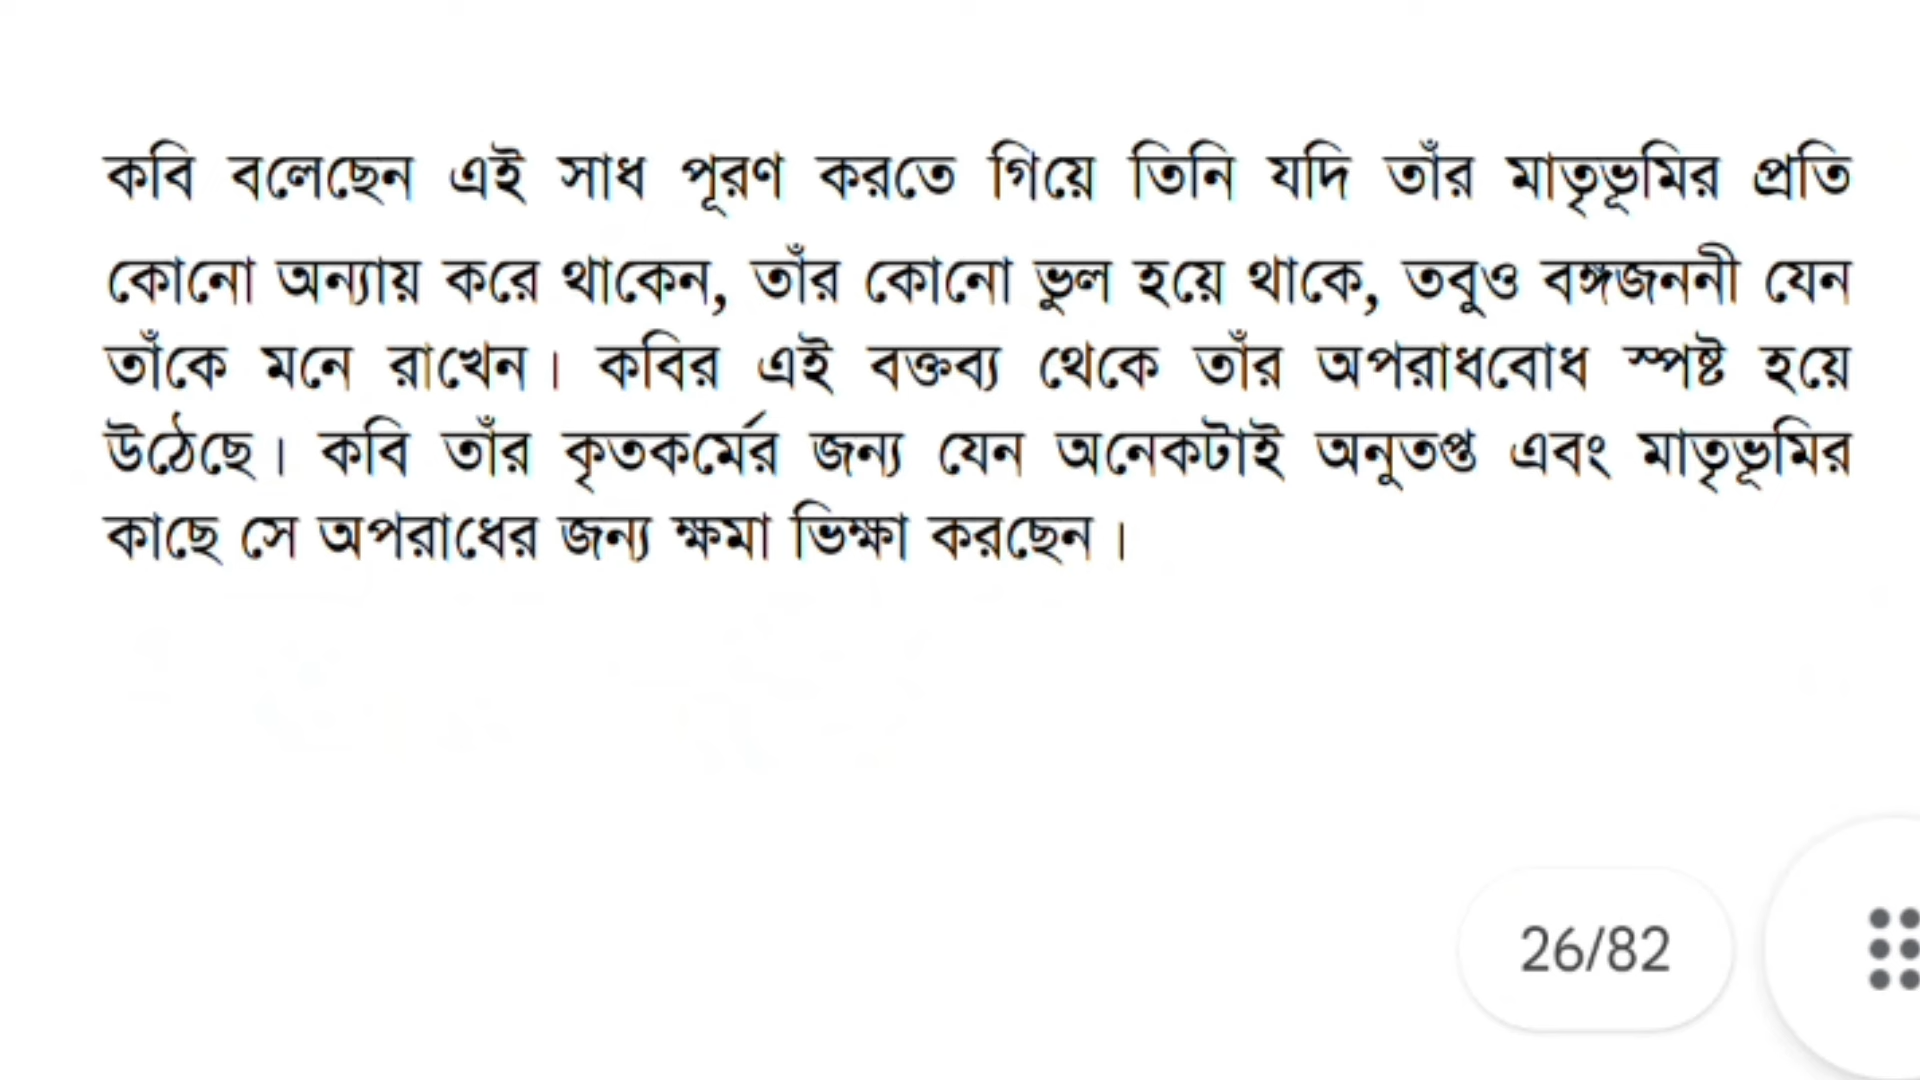 কবি বলেছেন এই সাধ পূরণ করতে গিয়ে তিনি যদি তাঁর মাতৃভূমির প্রতি
কোনো অন্যায় করে থাকেন, তাঁর কোনো ভুল হয়ে থাকে, তবুও বঙ্গজননী যেন
তাঁকে মনে রাখেন। কবির এই বক্তব্য থেকে তাঁর অপরাধবোধ স্পষ্ট হয়ে
উঠেছে। কবি তাঁর কৃতকর্মের জন্য যেন অনেকটাই অনুতপ্ত এবং মাতৃভূমির
কাছে সে অপরাধের জন্য ক্ষমা ভিক্ষা করছেন।
26/82